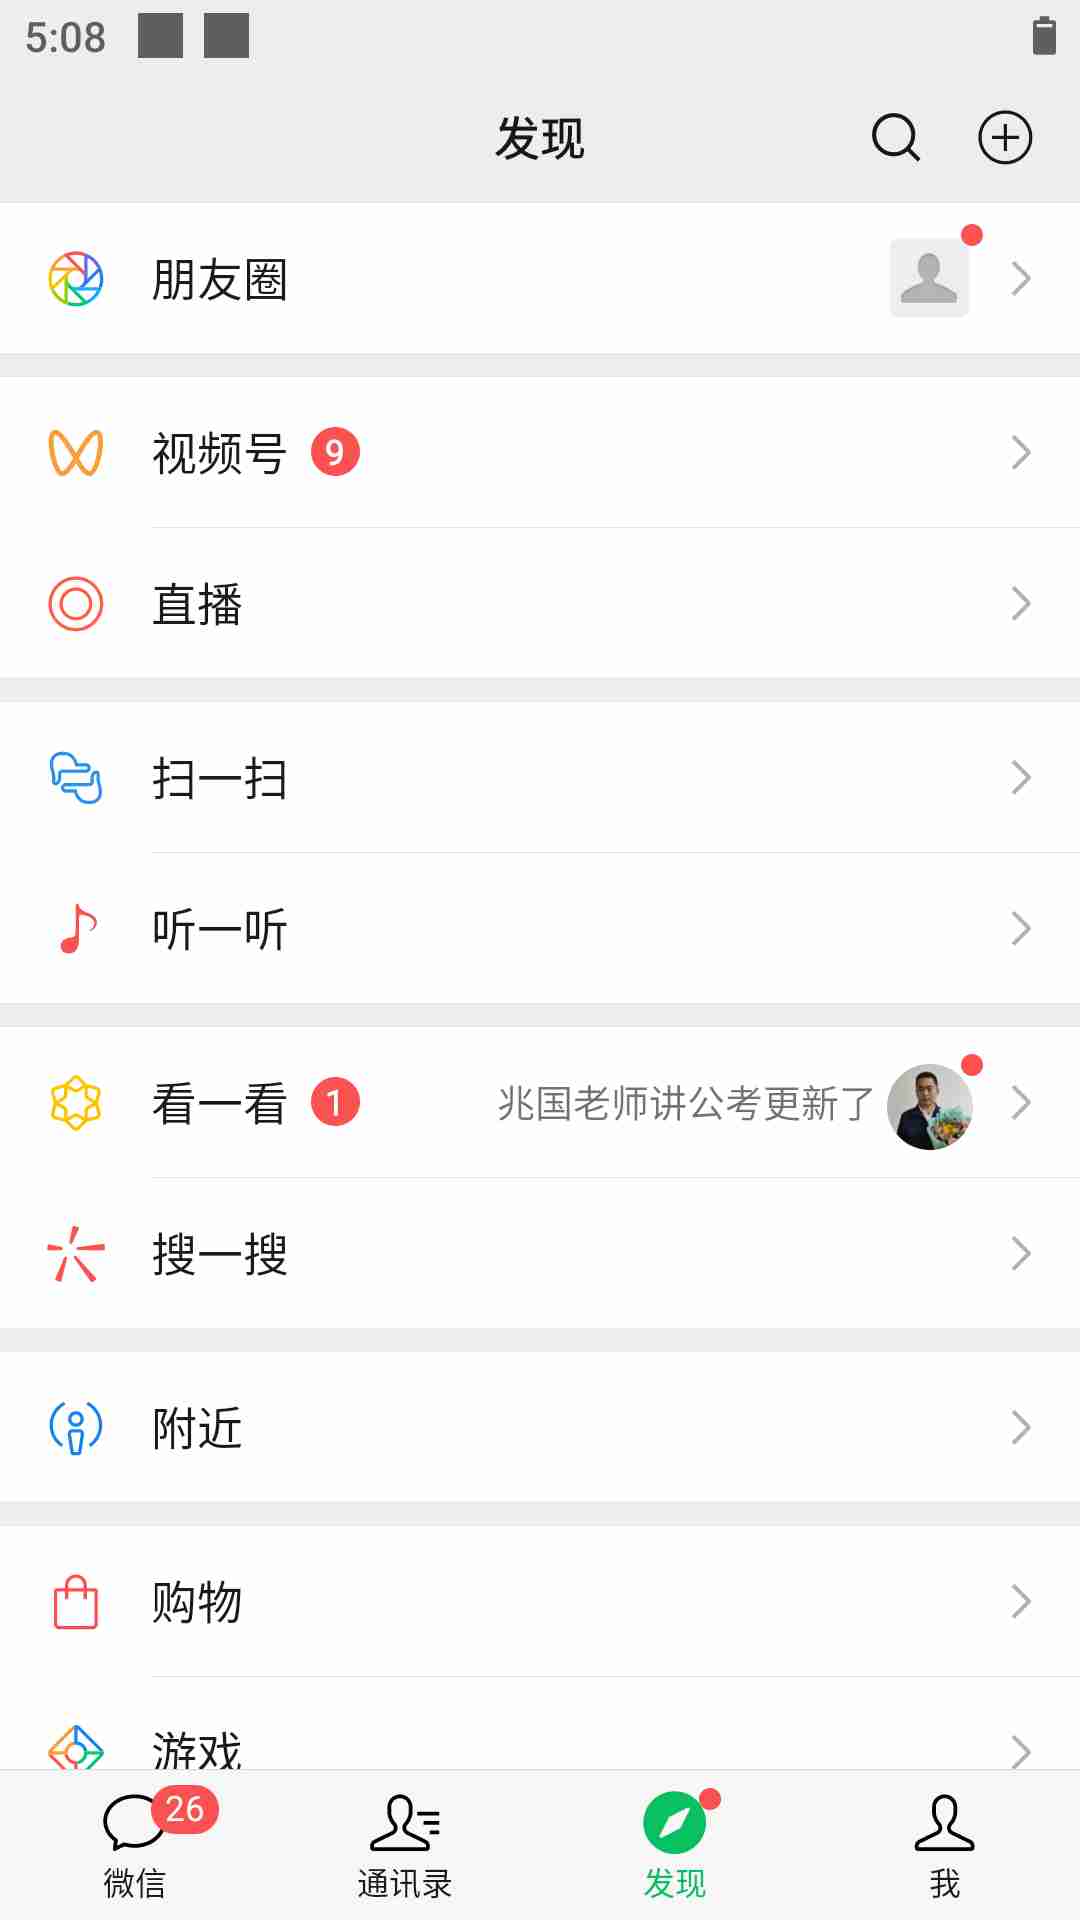 5:08
发现
朋友圈
视频号 9
直播
扫一扫
听一听
看一看 1 兆国老师讲公考更新了
搜一搜
附近
购物
游戏
26
微信 通讯录 发现 我